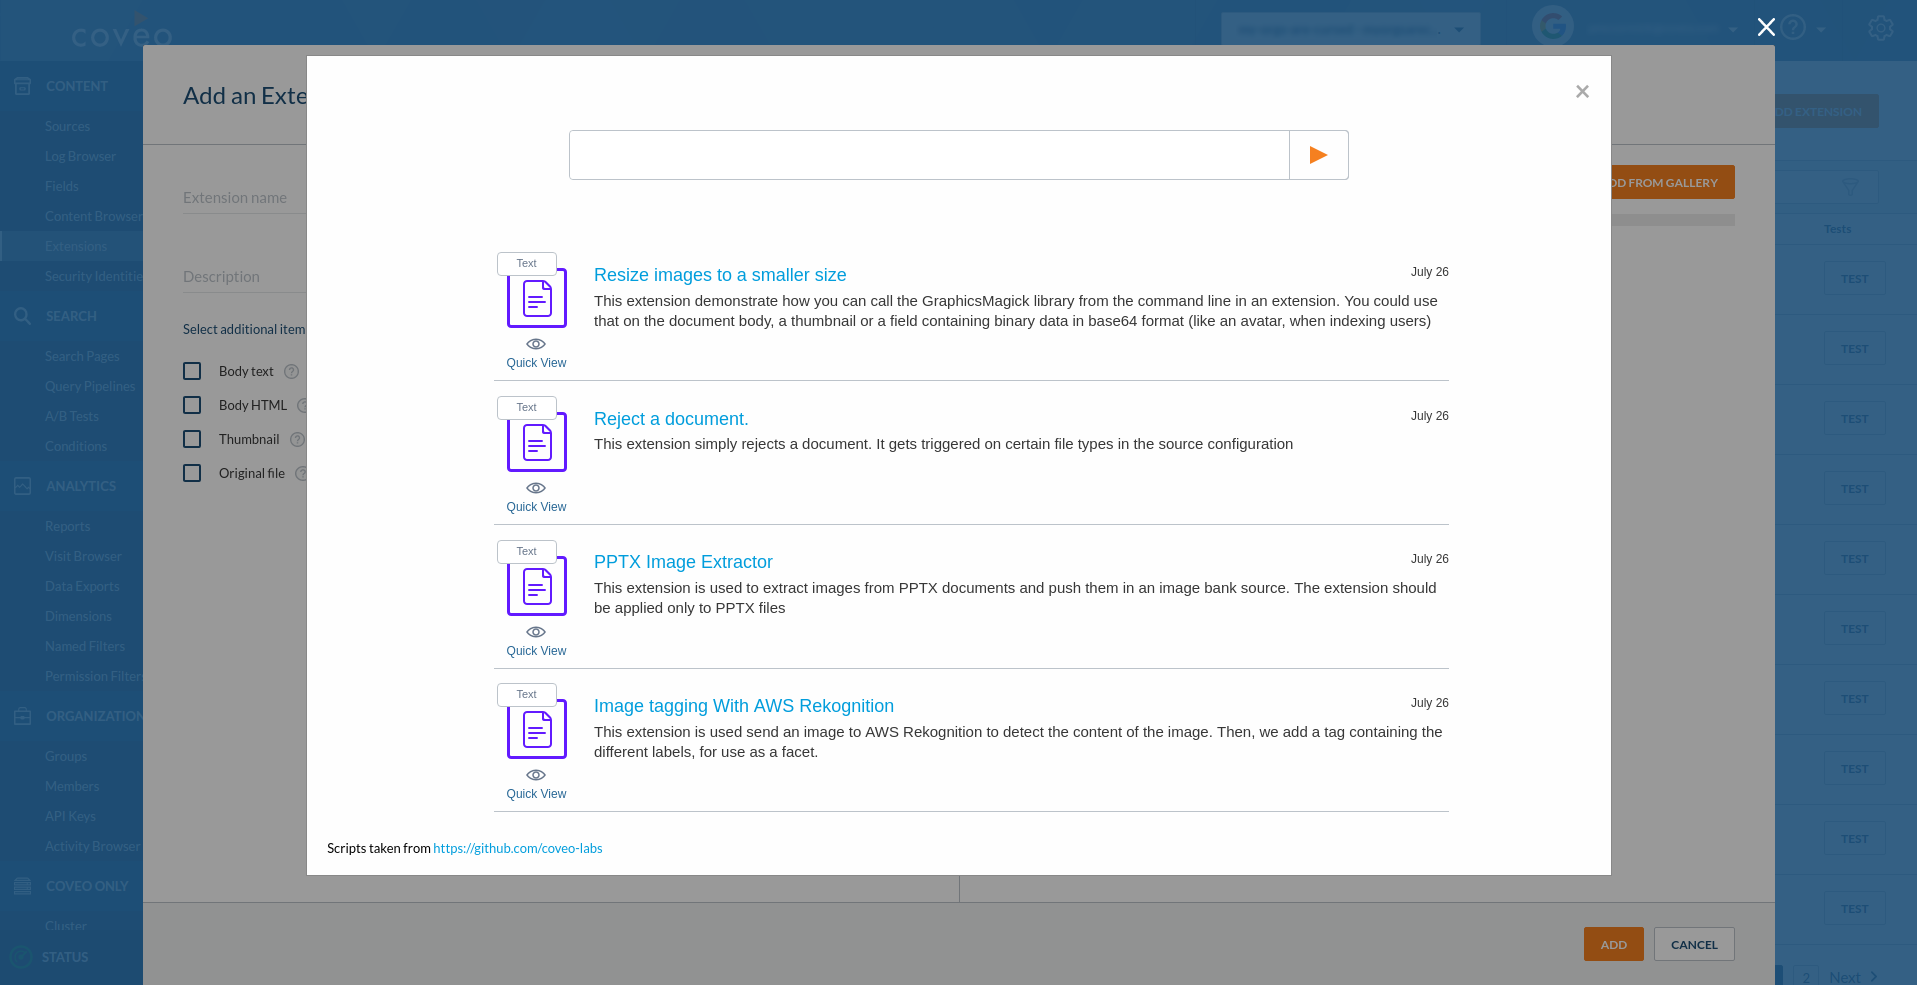 coveo
CONTENT
Sources
Log Browser
Fields
Content Browser
Extensions
Security Identitie
SEARCH
Search Pages
Query Pipelines
A/B Tests
Conditions
ANALYTICS
Reports
Visit Browser
Data Exports
Dimensions
Named Filters
Permission Filters
ORGANIZATION
Groups
Members
API Keys
Activity Browser
COVEO ONLY
Cluster
STATUS
Add an Exte
Extension name
Description
Select additional item
Body text
Body HTML
Thumbnail
Original file
×
Text
Resize images to a smaller size
July 26
This extension demonstrate how you can call the GraphicsMagick library from the command line in an extension. You could use
that on the document body, a thumbnail or a field containing binary data in base64 format (like an avatar, when indexing users)
Quick View
Text
Reject a document.
July 26
This extension simply rejects a document. It gets triggered on certain file types in the source configuration
Quick View
Text
PPTX Image Extractor
July 26
This extension is used to extract images from PPTX documents and push them in an image bank source. The extension should
be applied only to PPTX files
Quick View
Text
Image tagging With AWS Rekognition
July 26
This extension is used send an image to AWS Rekognition to detect the content of the image. Then, we add a tag containing the
different labels, for use as a facet.
Quick View
Scripts taken from https://github.com/coveo-labs
DD FROM GALLERY
ADD
CANCEL
DD EXTENSION
Tests
TEST
TEST
TEST
TEST
TEST
TEST
TEST
TEST
TEST
TEST
2
Next